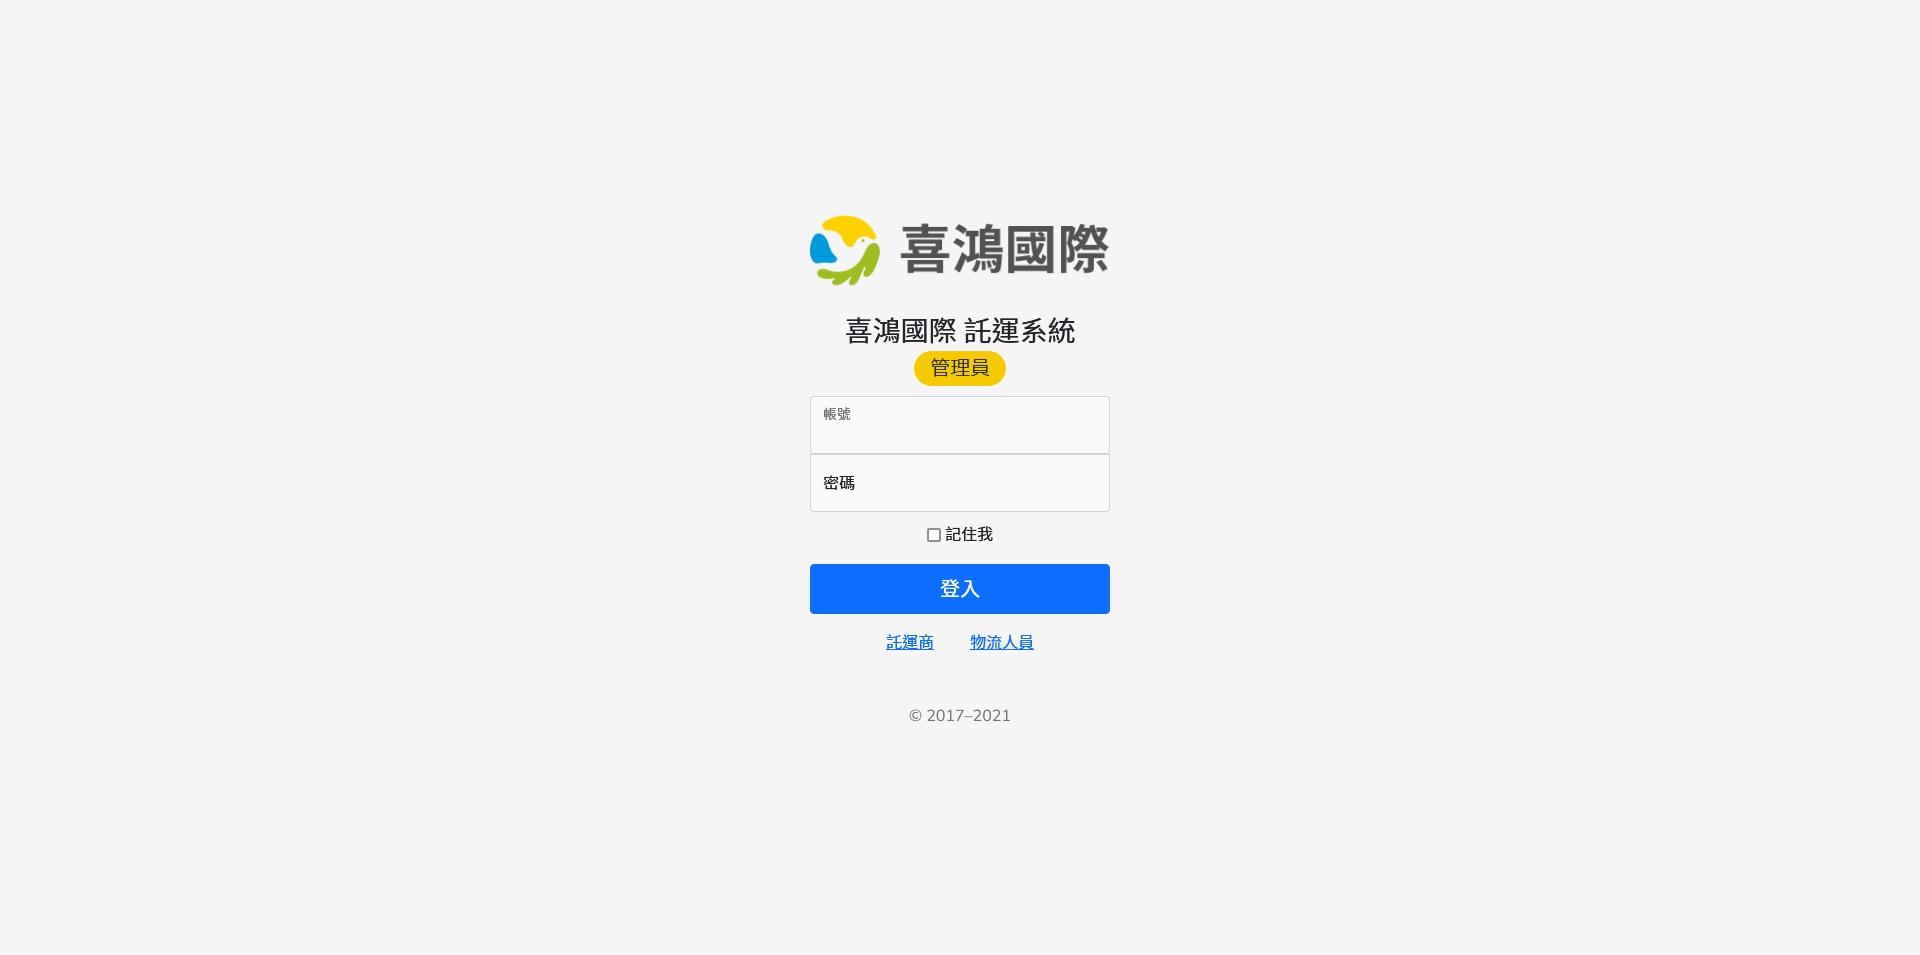 喜鴻國際
喜鴻國際 託運系統
管理員
帳號
密碼
記住我
登入
託運商 物流人員
© 2017–2021